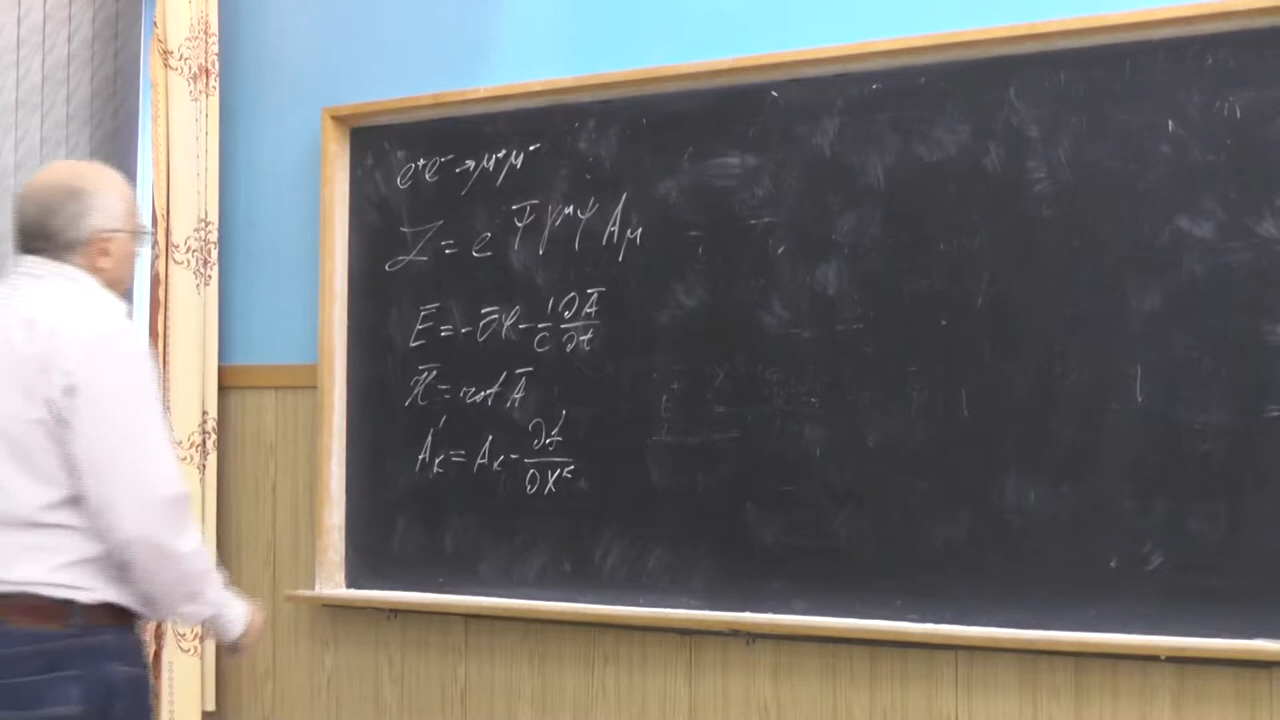 e⁺e⁻ → μ⁺μ⁻
ℒ = e ψ̄ γ^μ ψ A_μ
Ē = -∇̄φ - 1/c ∂Ā/∂t
H̄ = rot Ā
A'_k = A_k - ∂f/∂x^k